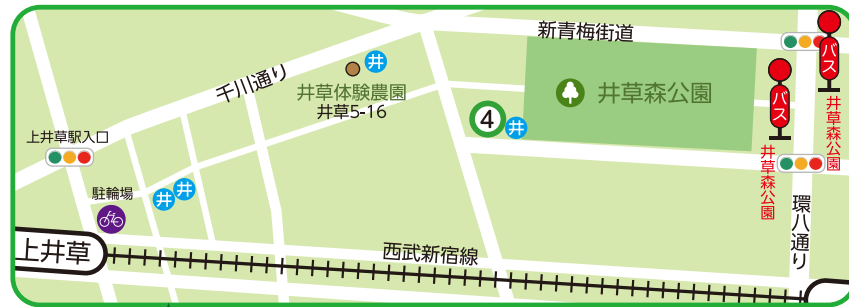 新青梅街道
バス
井草森公園
バス
井草森公園
千川通り
井
井草体験農園
井草5-16
井草森公園
4
井
上井草駅入口
駐輪場
井
井
環八通り
上井草
西武新宿線